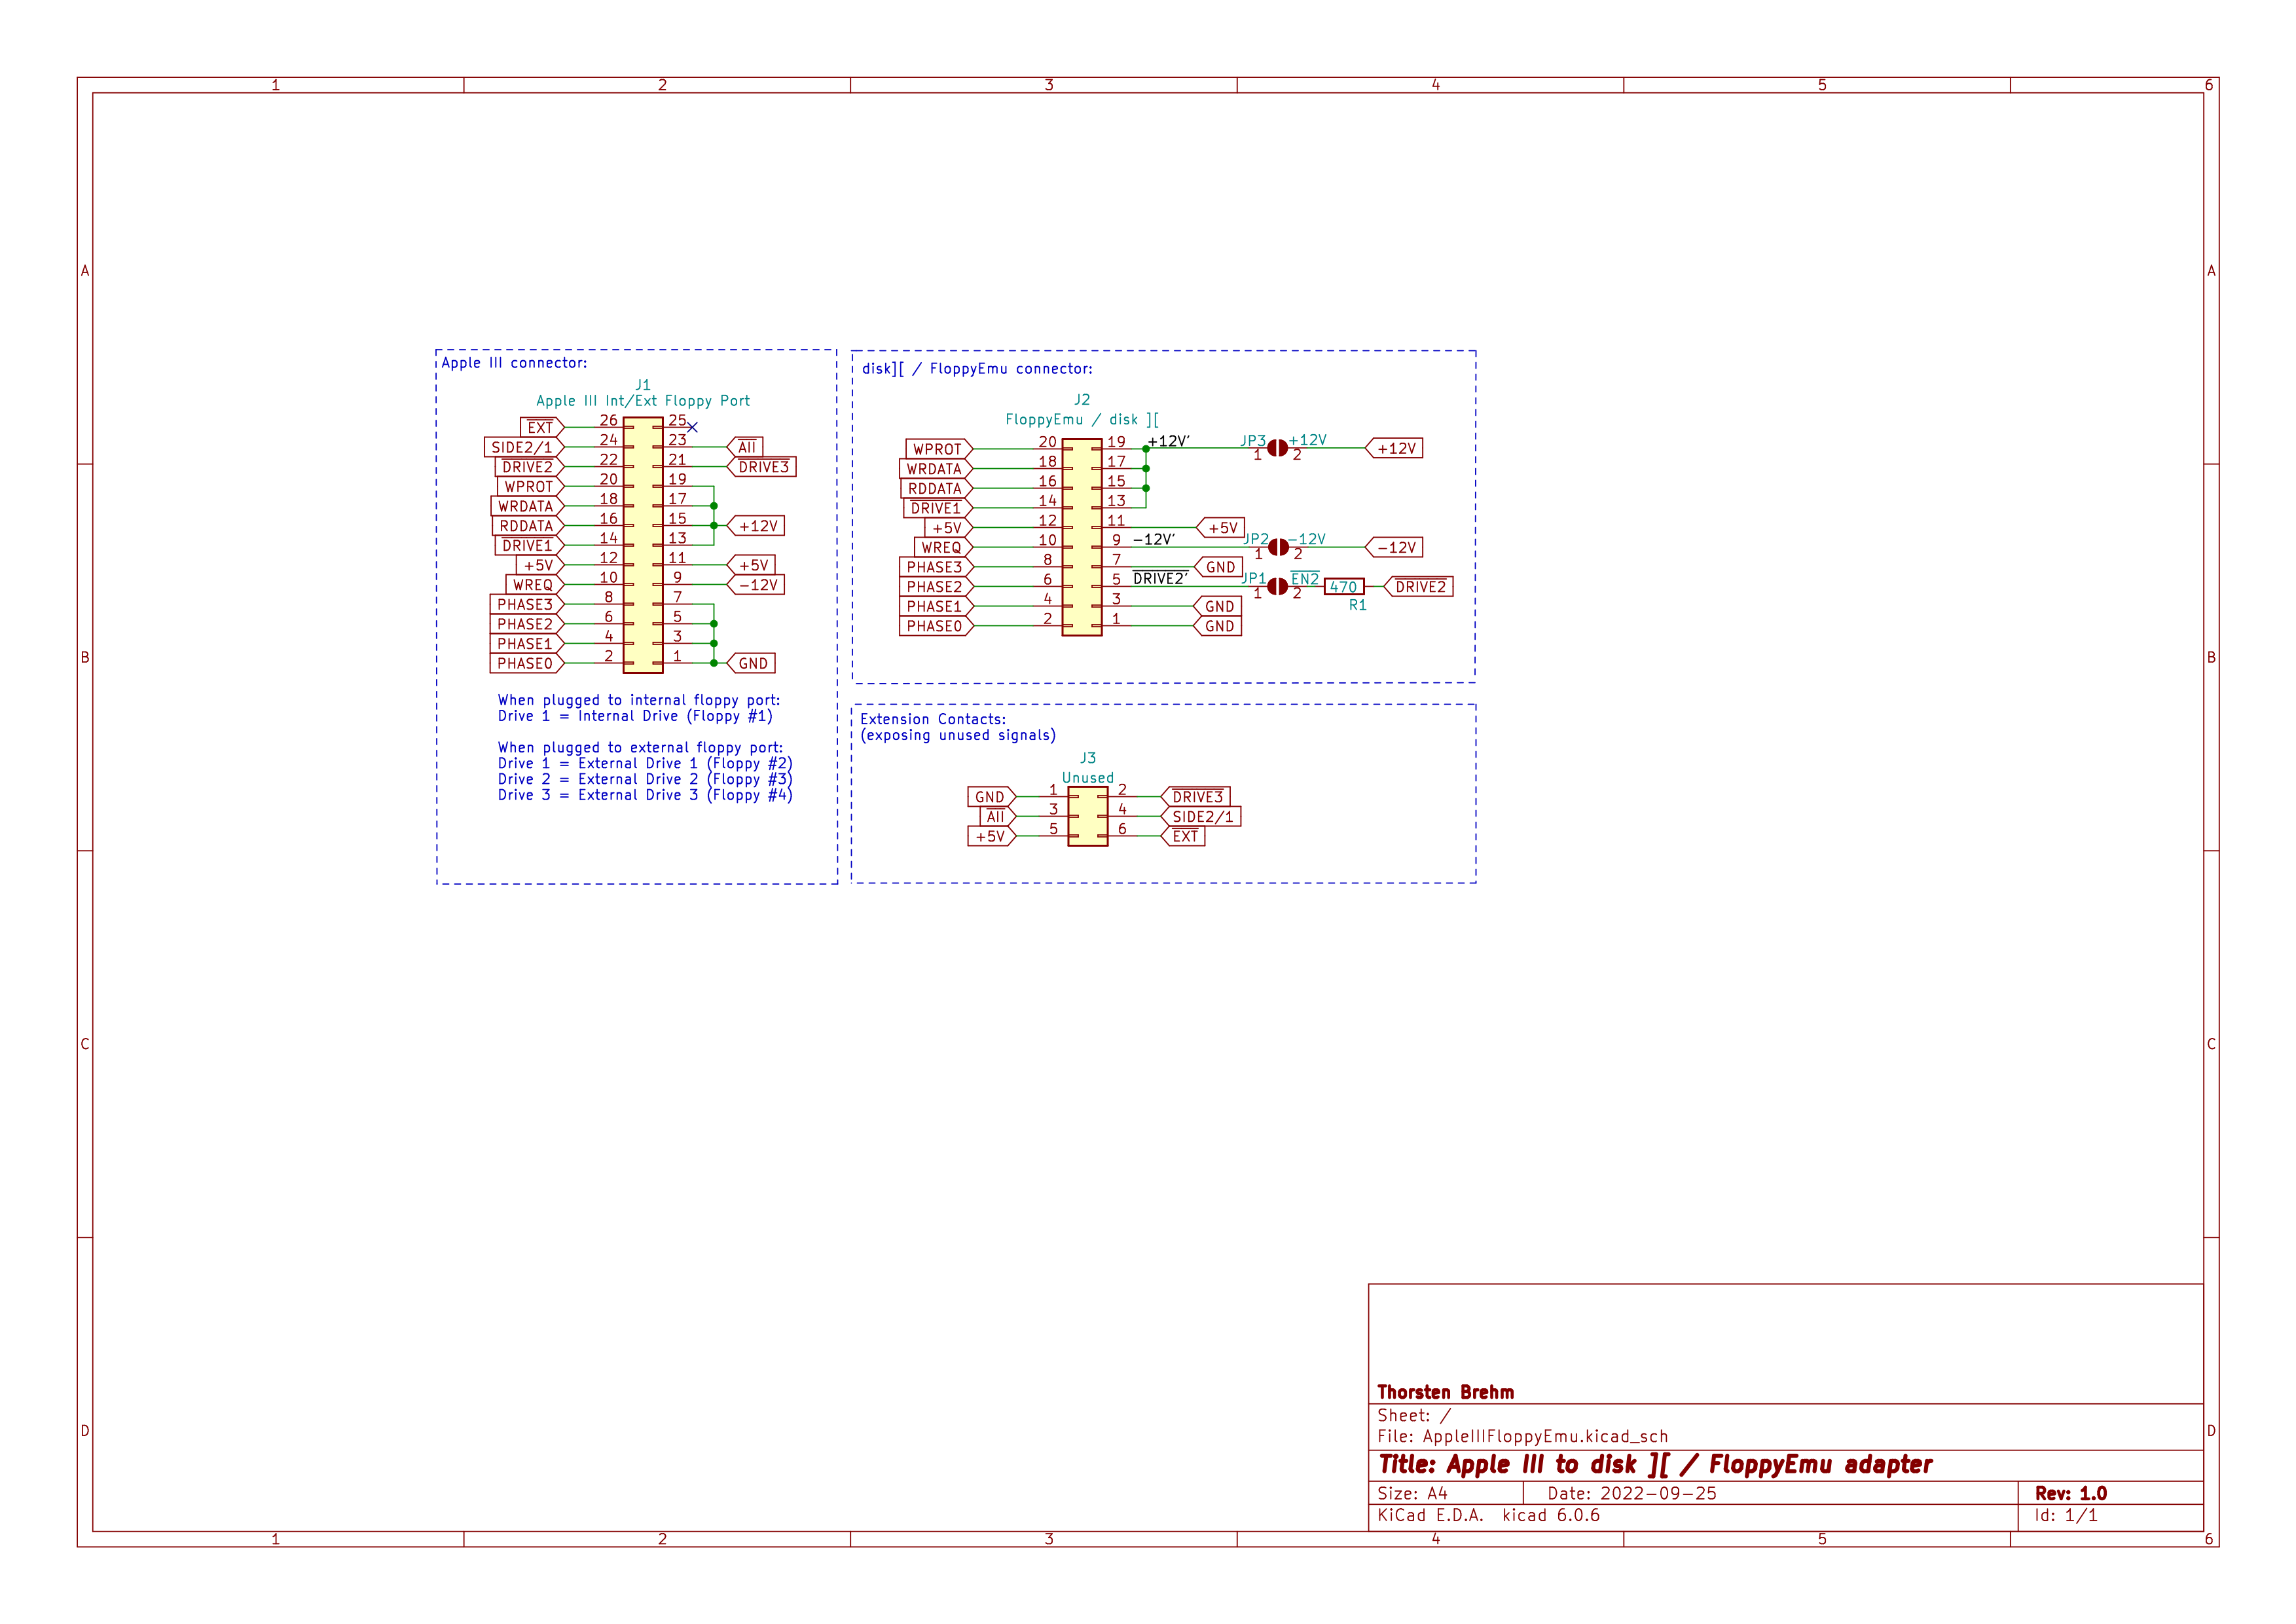 1 2 3 4 5 6
A A
B B
C C
D D
Apple III connector:
J1
Apple III Int/Ext Floppy Port
EXT 26 25
SIDE2/1 24 23 AII
DRIVE2 22 21 DRIVE3
WPROT 20 19
WRDATA 18 17
RDDATA 16 15 +12V
DRIVE1 14 13
+5V 12 11 +5V
WREQ 10 9 -12V
PHASE3 8 7
PHASE2 6 5
PHASE1 4 3
PHASE0 2 1 GND
When plugged to internal floppy port:
Drive 1 = Internal Drive (Floppy #1)
When plugged to external floppy port:
Drive 1 = External Drive 1 (Floppy #2)
Drive 2 = External Drive 2 (Floppy #3)
Drive 3 = External Drive 3 (Floppy #4)
disk][ / FloppyEmu connector:
J2
FloppyEmu / disk ][
WPROT 20 19 +12V' JP3 +12V 1 2 +12V
WRDATA 18 17
RDDATA 16 15
DRIVE1 14 13
+5V 12 11 +5V
WREQ 10 9 -12V' JP2 -12V 1 2 -12V
PHASE3 8 7 GND
PHASE2 6 5 DRIVE2' JP1 EN2 1 2 470 R1 DRIVE2
PHASE1 4 3 GND
PHASE0 2 1 GND
Extension Contacts:
(exposing unused signals)
J3
Unused
GND 1 2 DRIVE3
AII 3 4 SIDE2/1
+5V 5 6 EXT
Thorsten Brehm
Sheet: /
File: AppleIIIFloppyEmu.kicad_sch
Title: Apple III to disk ][ / FloppyEmu adapter
Size: A4 Date: 2022-09-25 Rev: 1.0
KiCad E.D.A. kicad 6.0.6 Id: 1/1
1 2 3 4 5 6